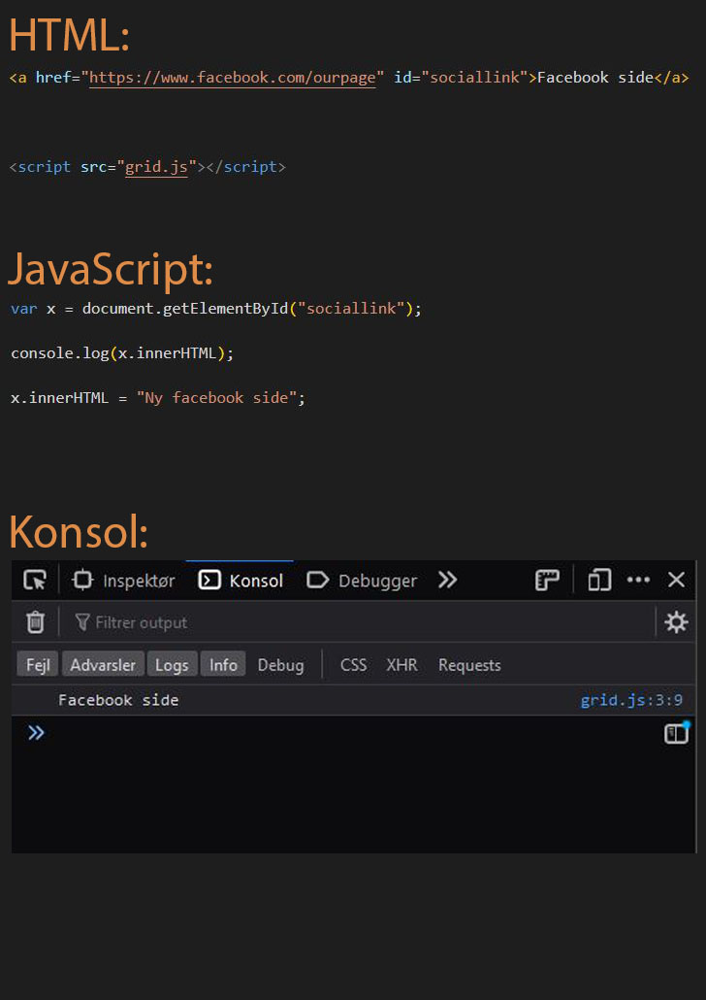 HTML:
<a href="https://www.facebook.com/ourpage" id="sociallink">Facebook side</a>
<script src="grid.js"></script>
JavaScript:
var x = document.getElementById("sociallink");
console.log(x.innerHTML);
x.innerHTML = "Ny facebook side";
Konsol:
Inspektør Konsol Debugger
Filtrer output
Fejl Advarsler Logs Info Debug CSS XHR Requests
Facebook side grid.js:3:9